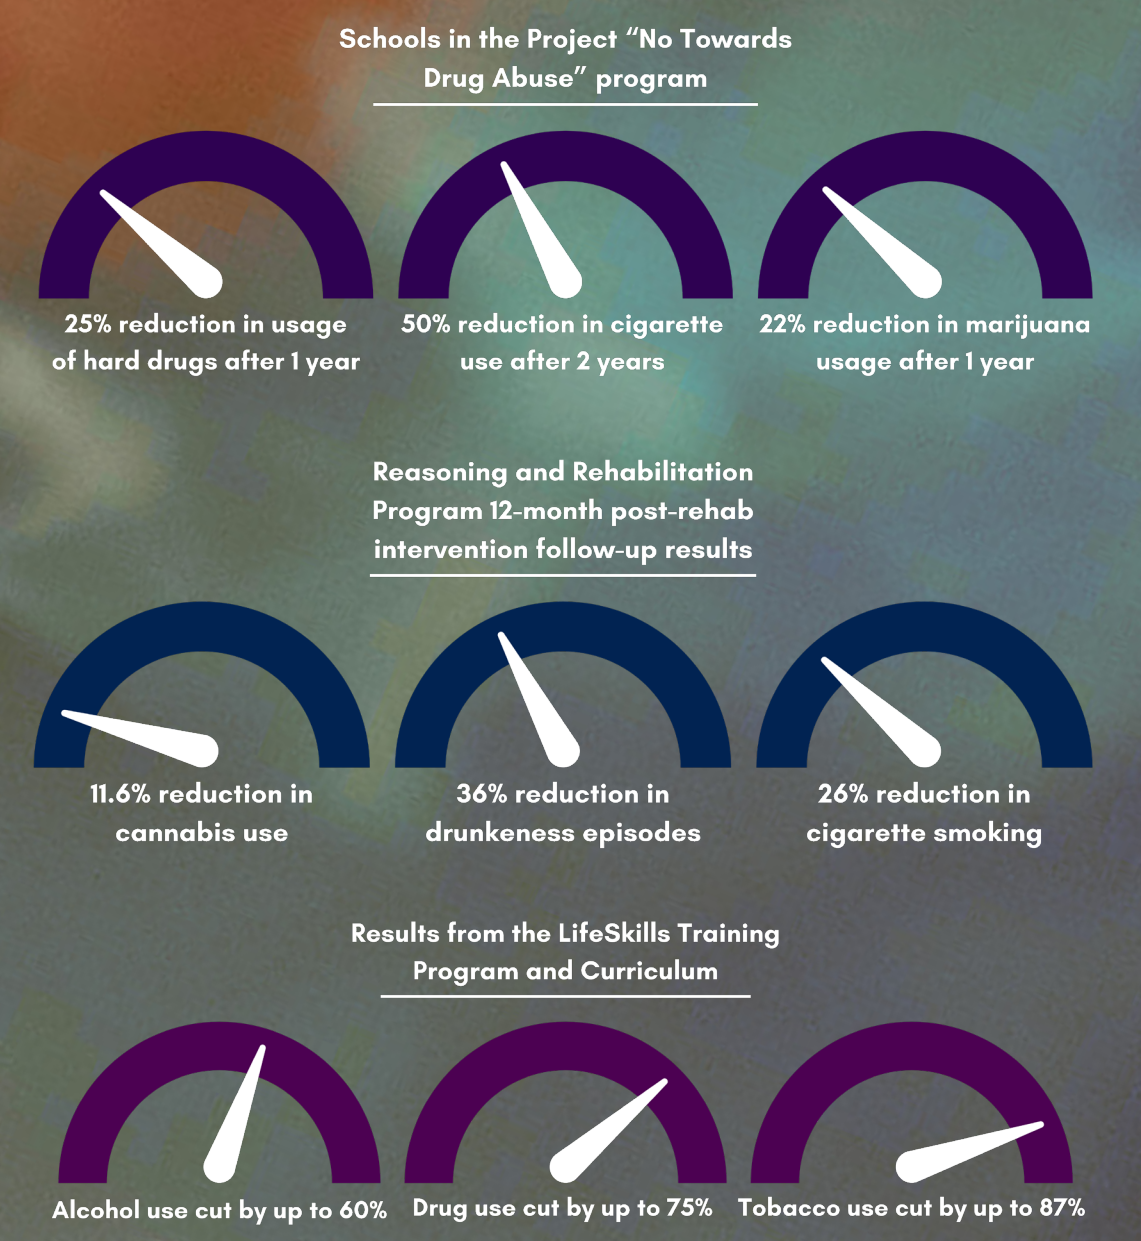 Schools in the Project “No Towards
Drug Abuse” program
25% reduction in usage
of hard drugs after 1 year
50% reduction in cigarette
use after 2 years
22% reduction in marijuana
usage after 1 year
Reasoning and Rehabilitation
Program 12-month post-rehab
intervention follow-up results
11.6% reduction in
cannabis use
36% reduction in
drunkeness episodes
26% reduction in
cigarette smoking
Results from the LifeSkills Training
Program and Curriculum
Alcohol use cut by up to 60%
Drug use cut by up to 75%
Tobacco use cut by up to 87%